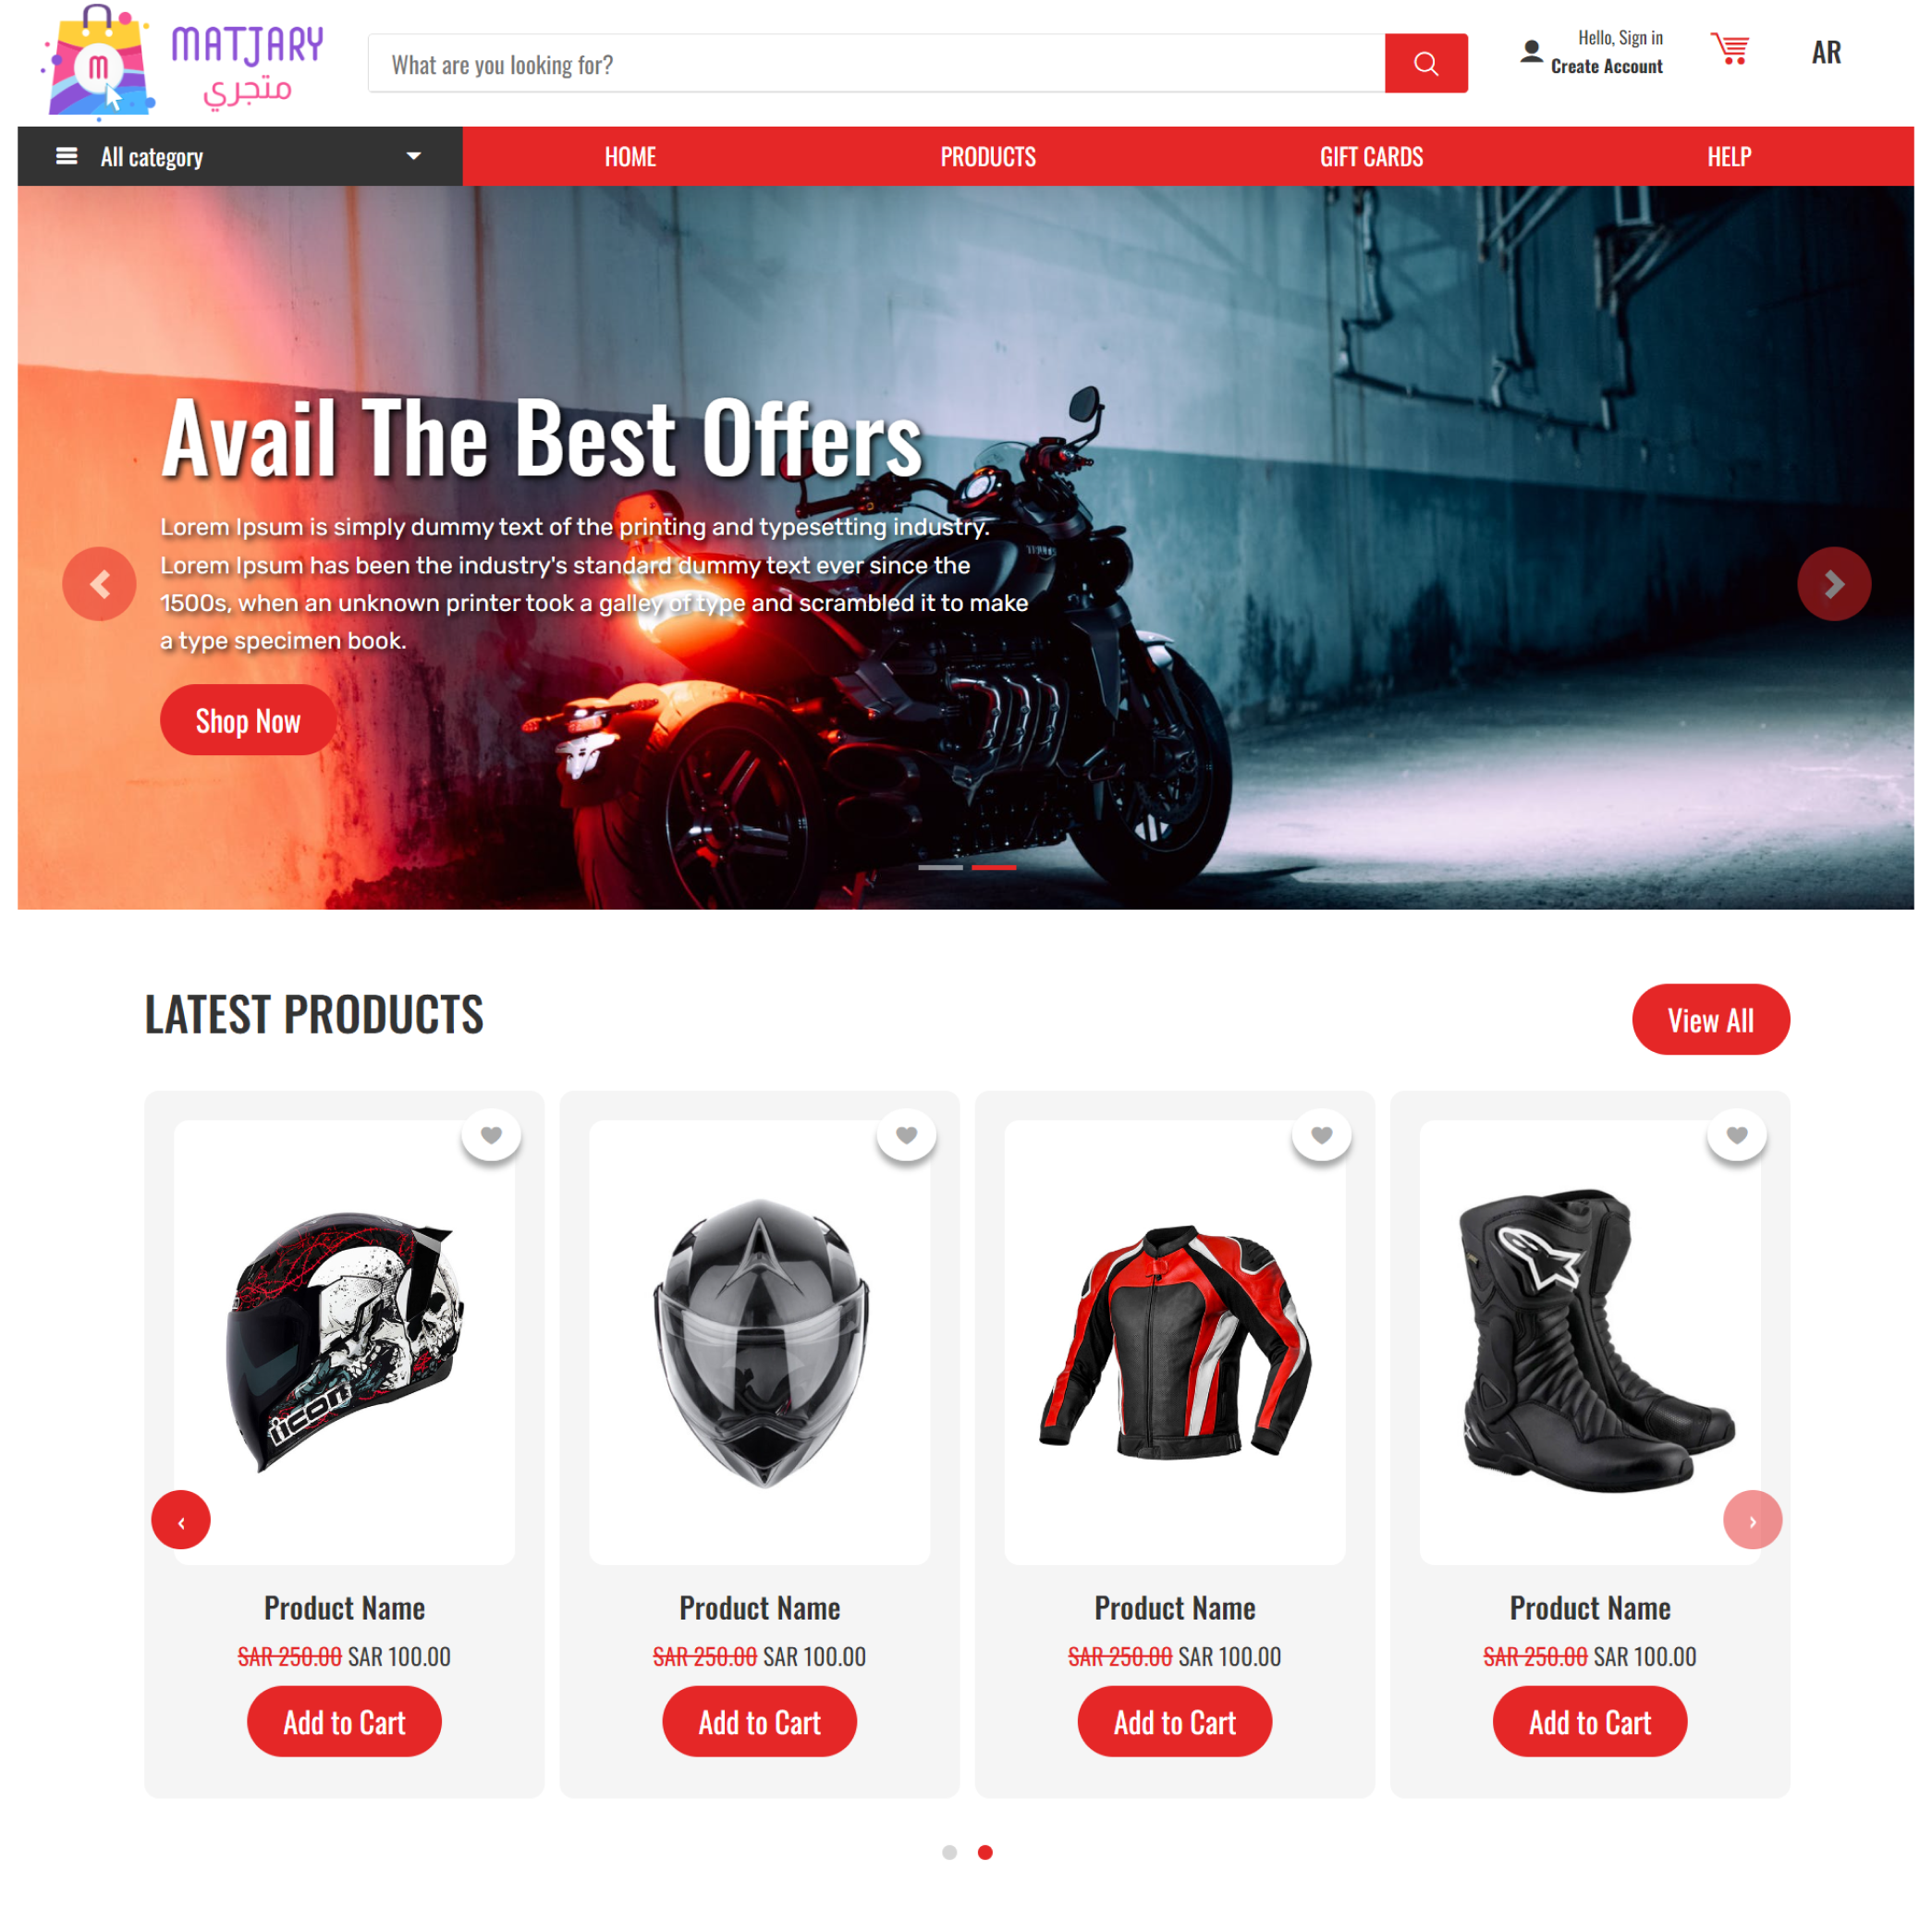 MATJARY
متجري
m
What are you looking for?
Hello, Sign in
Create Account
AR
All category
HOME
PRODUCTS
GIFT CARDS
HELP
Avail The Best Offers
Lorem Ipsum is simply dummy text of the printing and typesetting industry.
Lorem Ipsum has been the industry's standard dummy text ever since the
1500s, when an unknown printer took a galley of type and scrambled it to make
a type specimen book.
Shop Now
LATEST PRODUCTS
View All
icon
Product Name
SAR 250.00 SAR 100.00
Add to Cart
Product Name
SAR 250.00 SAR 100.00
Add to Cart
Product Name
SAR 250.00 SAR 100.00
Add to Cart
Product Name
SAR 250.00 SAR 100.00
Add to Cart